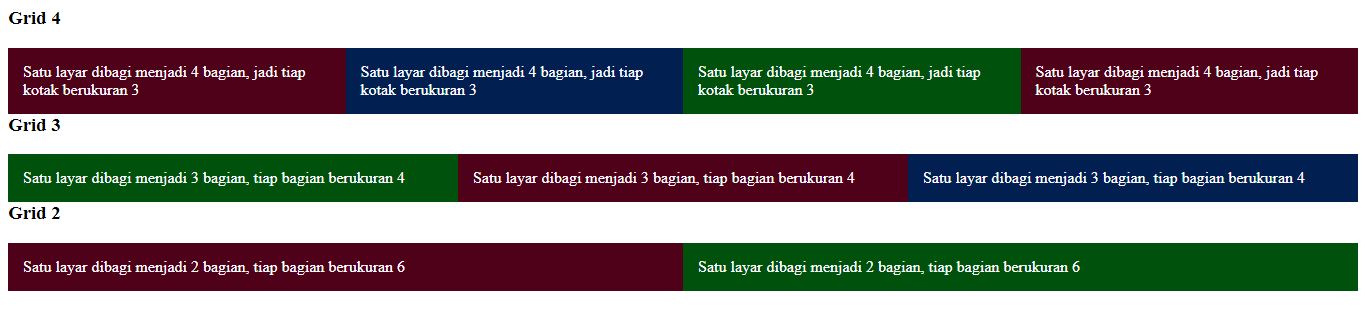 Grid 4
Satu layar dibagi menjadi 4 bagian, jadi tiap
kotak berukuran 3
Satu layar dibagi menjadi 4 bagian, jadi tiap
kotak berukuran 3
Satu layar dibagi menjadi 4 bagian, jadi tiap
kotak berukuran 3
Satu layar dibagi menjadi 4 bagian, jadi tiap
kotak berukuran 3
Grid 3
Satu layar dibagi menjadi 3 bagian, tiap bagian berukuran 4
Satu layar dibagi menjadi 3 bagian, tiap bagian berukuran 4
Satu layar dibagi menjadi 3 bagian, tiap bagian berukuran 4
Grid 2
Satu layar dibagi menjadi 2 bagian, tiap bagian berukuran 6
Satu layar dibagi menjadi 2 bagian, tiap bagian berukuran 6